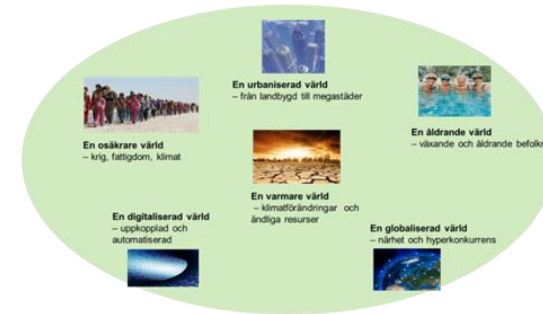 En urbaniserad värld
– från landbygd till megastäder
En osäkrare värld
– krig, fattigdom, klimat
En åldrande värld
– växande och åldrande
En varmare värld
– klimatförändringar och
ändliga resurser
En digitaliserad värld
– uppkopplad och
automatiserad
En globaliserad värld
– närhet och hyperkonkurrens